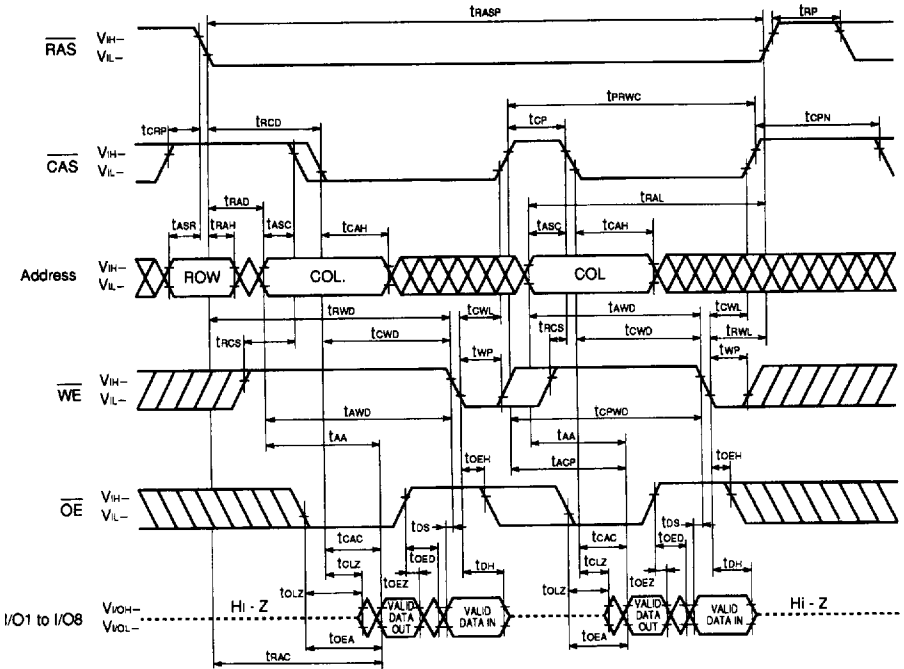 tRASP tRP
RAS VIH–
VIL–
tPRWC
tCRP tRCD tCP tCPN
CAS VIH–
VIL–
tRAD tRAL
tASR tRAH tASC tCAH tASC tCAH
Address VIH–
VIL–
ROW COL. COL
tRWD tCWL tAWD tCWL
tRCS tCWD tRCS tCWD tRWL
tWP tWP
WE VIH–
VIL–
tAWD tCPWD
tAA tOEH tAA tOEH
tACP
OE VIH–
VIL–
tCAC tDS tCAC tDS
tOED tOED
tCLZ tOEZ tDH tCLZ tOEZ tDH
tOLZ tOLZ
I/O1 to I/O8 VI/OH–
VI/OL–
Hi - Z VALID DATA OUT VALID DATA IN VALID DATA OUT VALID DATA IN Hi - Z
tOEA tOEA
tRAC